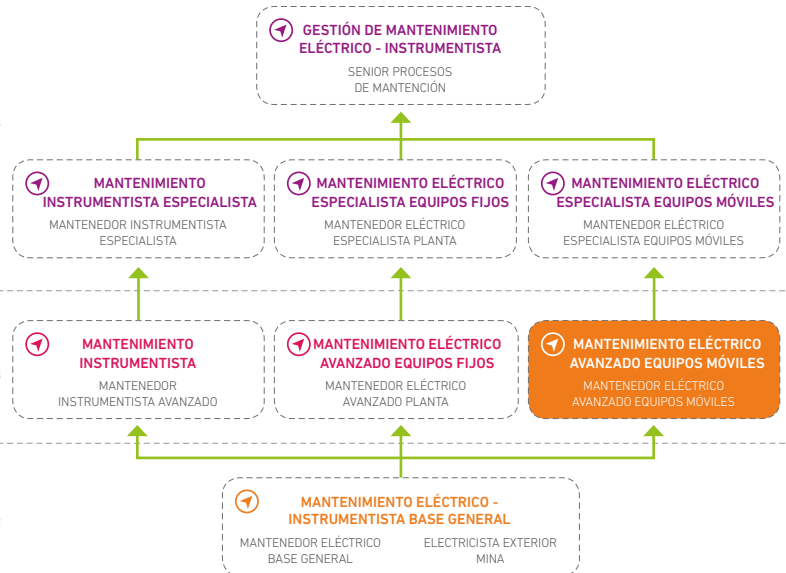 GESTIÓN DE MANTENIMIENTO
ELÉCTRICO - INSTRUMENTISTA
SENIOR PROCESOS
DE MANTENCIÓN
MANTENIMIENTO
INSTRUMENTISTA ESPECIALISTA
MANTENEDOR INSTRUMENTISTA
ESPECIALISTA
MANTENIMIENTO ELÉCTRICO
ESPECIALISTA EQUIPOS FIJOS
MANTENEDOR ELÉCTRICO
ESPECIALISTA PLANTA
MANTENIMIENTO ELÉCTRICO
ESPECIALISTA EQUIPOS MÓVILES
MANTENEDOR ELÉCTRICO
ESPECIALISTA EQUIPOS MÓVILES
MANTENIMIENTO
INSTRUMENTISTA
MANTENEDOR
INSTRUMENTISTA AVANZADO
MANTENIMIENTO ELÉCTRICO
AVANZADO EQUIPOS FIJOS
MANTENEDOR ELÉCTRICO
AVANZADO PLANTA
MANTENIMIENTO ELÉCTRICO
AVANZADO EQUIPOS MÓVILES
MANTENEDOR ELÉCTRICO
AVANZADO EQUIPOS MÓVILES
MANTENIMIENTO ELÉCTRICO -
INSTRUMENTISTA BASE GENERAL
MANTENEDOR ELÉCTRICO
BASE GENERAL
ELECTRICISTA EXTERIOR
MINA